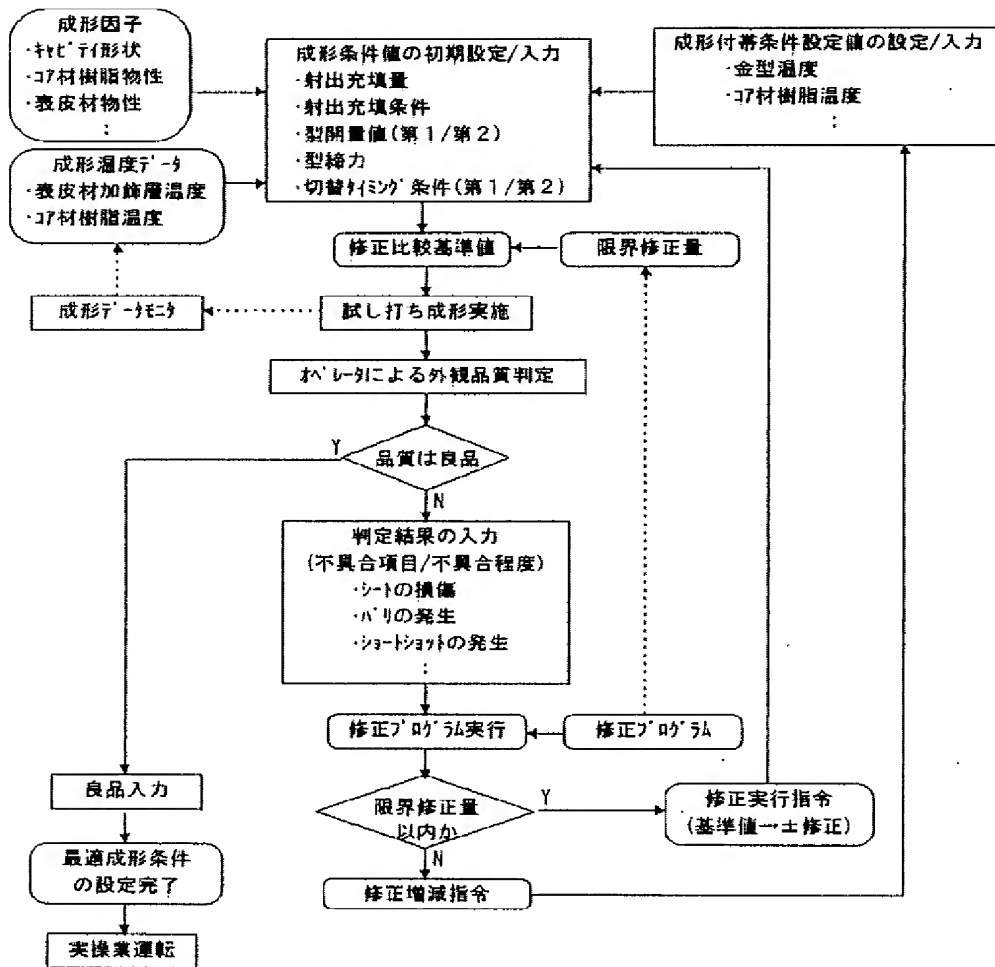 成形因子
・ｷｬﾋﾞﾃｨ形状
・ｺｱ材樹脂物性
・表皮材物性
：
成形条件値の初期設定/入力
・射出充填量
・射出充填条件
・型開量値(第1/第2)
・型締力
・切替ﾀｲﾐﾝｸﾞ条件(第1/第2)
成形付帯条件設定値の設定/入力
・金型温度
・ｺｱ材樹脂温度
：
成形温度ﾃﾞｰﾀ
・表皮材加飾層温度
・ｺｱ材樹脂温度
修正比較基準値
限界修正量
成形ﾃﾞｰﾀﾓﾆﾀ
試し打ち成形実施
ｵﾍﾟﾚｰﾀによる外観品質判定
Y
品質は良品
N
判定結果の入力
(不具合項目/不具合程度)
・ｼｰﾄの損傷
・ﾊﾞﾘの発生
・ｼｮｰﾄｼｮｯﾄの発生
：
修正ﾌﾟﾛｸﾞﾗﾑ実行
修正ﾌﾟﾛｸﾞﾗﾑ
良品入力
限界修正量
以内か
Y
修正実行指令
(基準値→±修正)
N
最適成形条件
の設定完了
修正増減指令
実操業運転